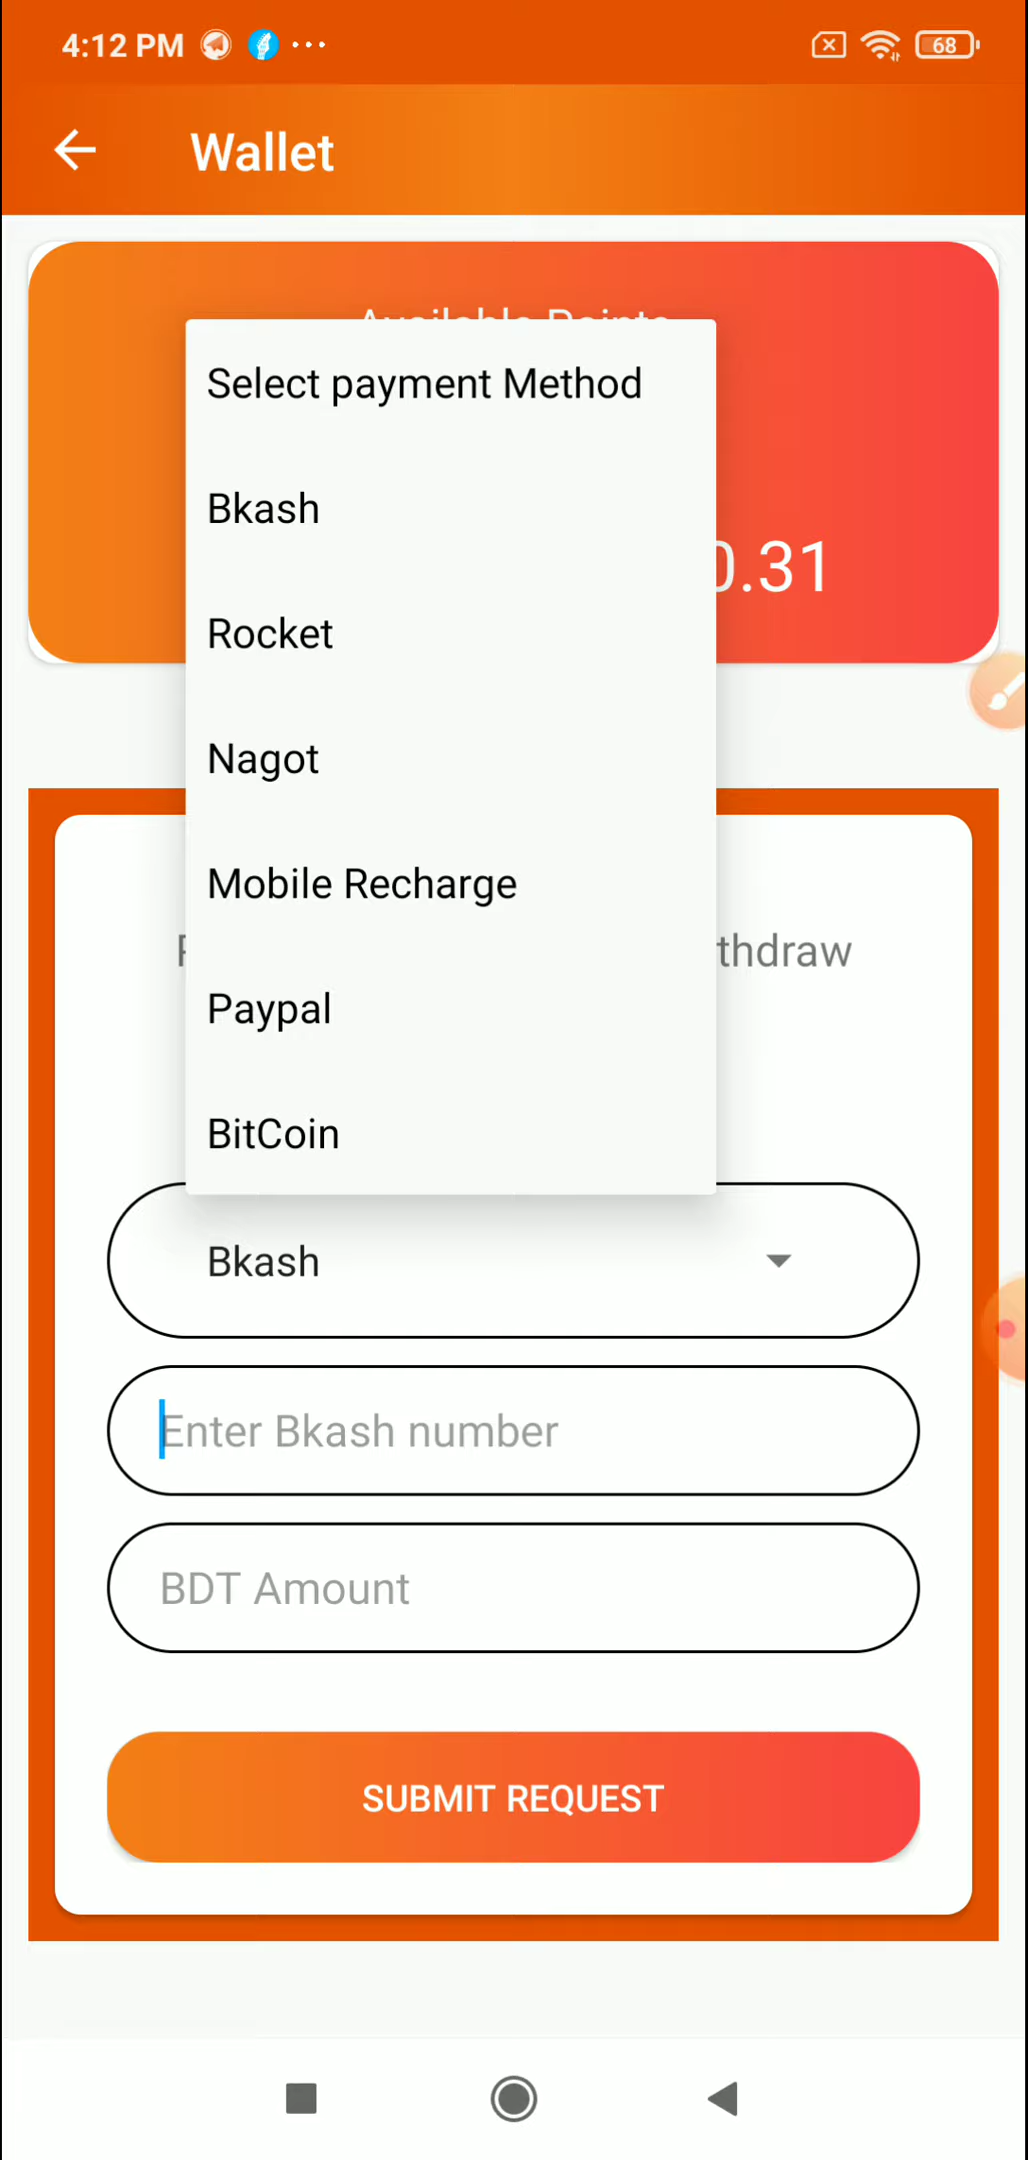 4:12 PM
68
Wallet
Select payment Method
Bkash
0.31
Rocket
Nagot
Mobile Recharge
thdraw
Paypal
BitCoin
Bkash
Enter Bkash number
BDT Amount
SUBMIT REQUEST